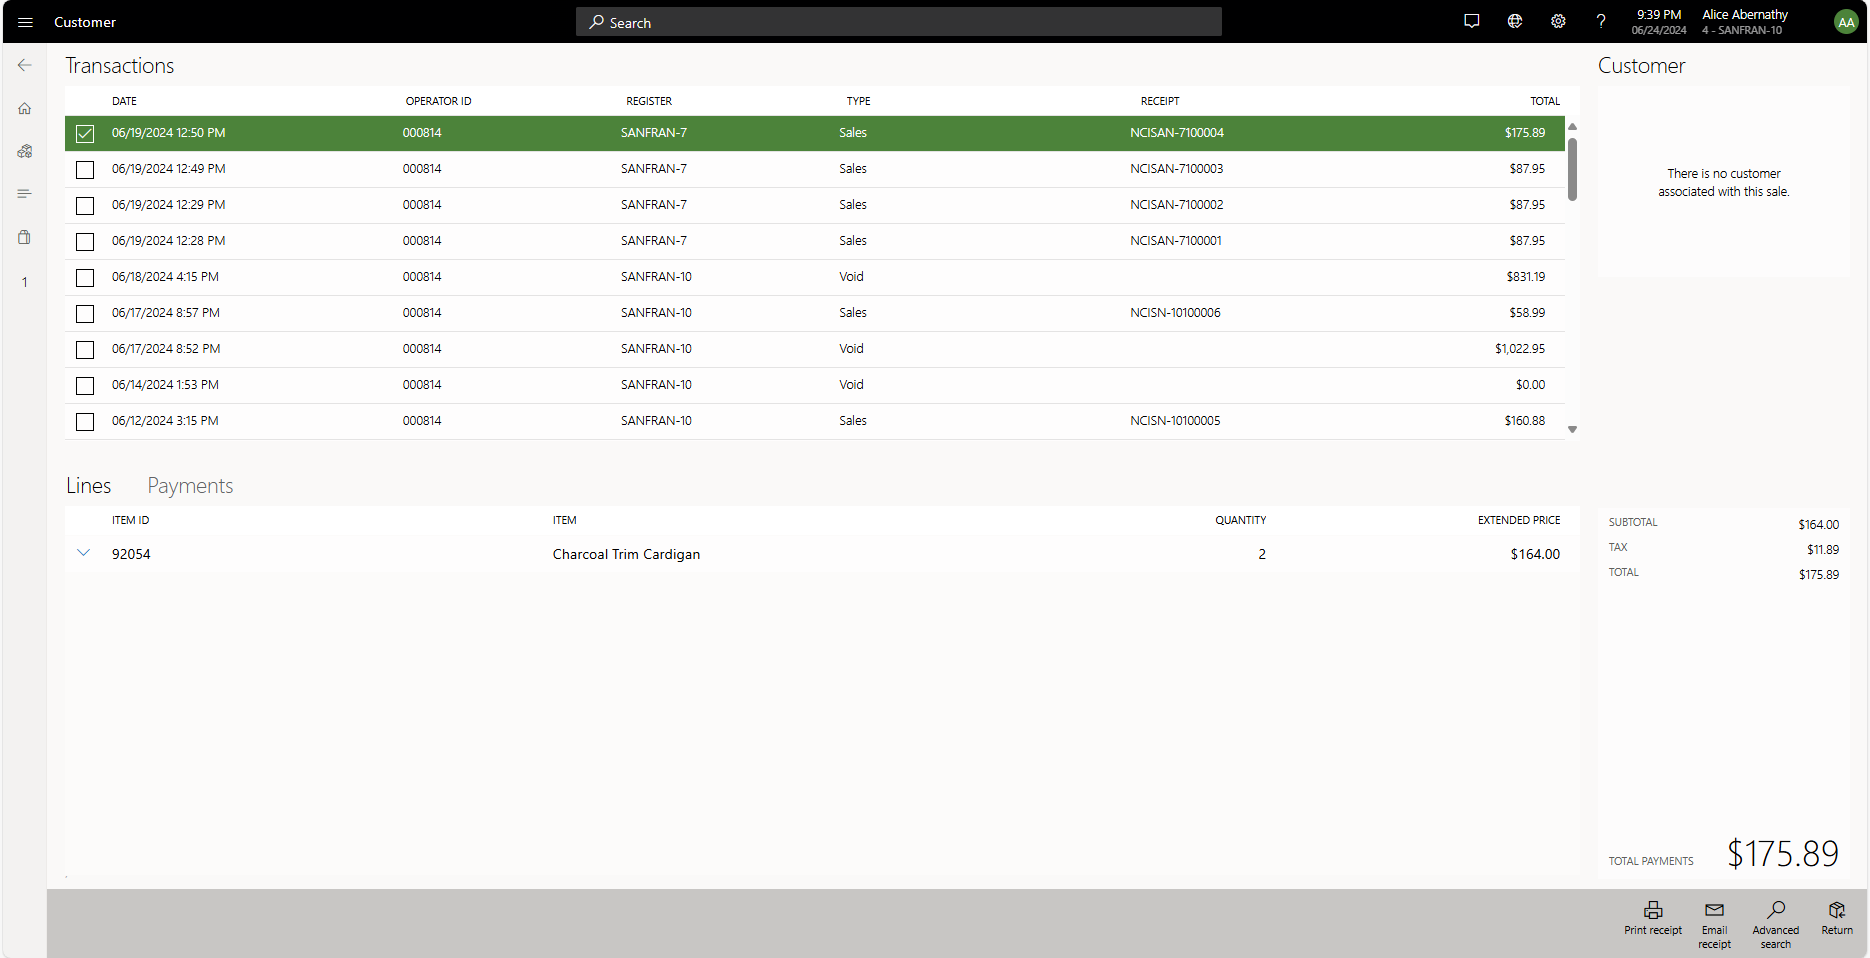 Customer
Search
9:39 PM
06/24/2024
Alice Abernathy
4 - SANFRAN-10
AA
Transactions
DATE OPERATOR ID REGISTER TYPE RECEIPT TOTAL
06/19/2024 12:50 PM 000814 SANFRAN-7 Sales NCISAN-7100004 $175.89
06/19/2024 12:49 PM 000814 SANFRAN-7 Sales NCISAN-7100003 $87.95
06/19/2024 12:29 PM 000814 SANFRAN-7 Sales NCISAN-7100002 $87.95
06/19/2024 12:28 PM 000814 SANFRAN-7 Sales NCISAN-7100001 $87.95
06/18/2024 4:15 PM 000814 SANFRAN-10 Void $831.19
06/17/2024 8:57 PM 000814 SANFRAN-10 Sales NCISN-10100006 $58.99
06/17/2024 8:52 PM 000814 SANFRAN-10 Void $1,022.95
06/14/2024 1:53 PM 000814 SANFRAN-10 Void $0.00
06/12/2024 3:15 PM 000814 SANFRAN-10 Sales NCISN-10100005 $160.88
1
Customer
There is no customer
associated with this sale.
Lines Payments
ITEM ID ITEM QUANTITY EXTENDED PRICE
92054 Charcoal Trim Cardigan 2 $164.00
SUBTOTAL $164.00
TAX $11.89
TOTAL $175.89
TOTAL PAYMENTS $175.89
Print receipt
Email
receipt
Advanced
search
Return